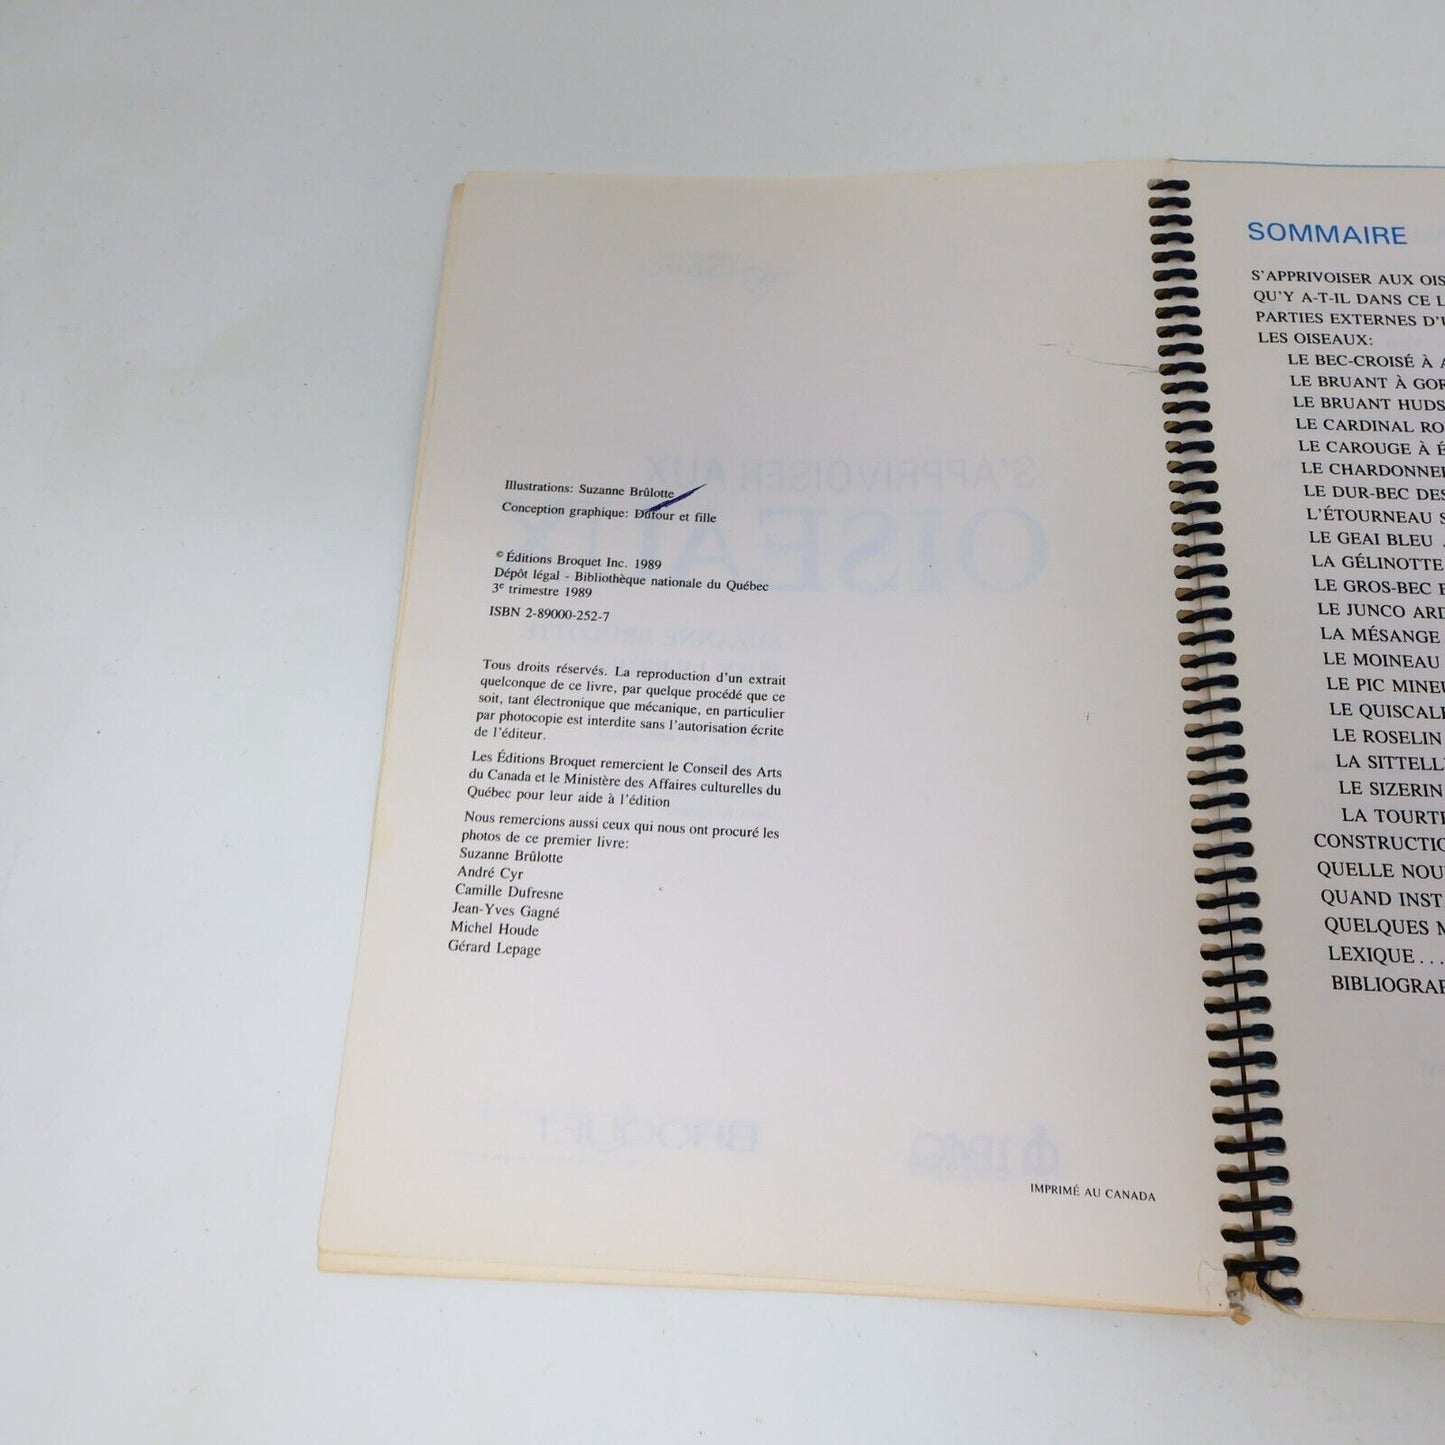 Illustrations: Suzanne Brûlotte
Conception graphique: Dufour et fille
© Éditions Broquet Inc. 1989
Dépôt légal - Bibliothèque nationale du Québec
3e trimestre 1989
ISBN 2-89000-252-7
Tous droits réservés. La reproduction d'un extrait
quelconque de ce livre, par quelque procédé que ce
soit, tant électronique que mécanique, en particulier
par photocopie est interdite sans l'autorisation écrite
de l'éditeur.
Les Éditions Broquet remercient le Conseil des Arts
du Canada et le Ministère des Affaires culturelles du
Québec pour leur aide à l'édition
Nous remercions aussi ceux qui nous ont procuré les
photos de ce premier livre:
Suzanne Brûlotte
André Cyr
Camille Dufresne
Jean-Yves Gagné
Michel Houde
Gérard Lepage
IMPRIMÉ AU CANADA
SOMMAIRE
S'APPRIVOISER AUX OIS
QU'Y A-T-IL DANS CE L
PARTIES EXTERNES D'U
LES OISEAUX:
LE BEC-CROISÉ À A
LE BRUANT À GOR
LE BRUANT HUDS
LE CARDINAL RO
LE CAROUGE À É
LE CHARDONNE
LE DUR-BEC DES
L'ÉTOURNEAU S
LE GEAI BLEU .
LA GÉLINOTTE
LE GROS-BEC E
LE JUNCO ARD
LA MÉSANGE
LE MOINEAU
LE PIC MINEU
LE QUISCALE
LE ROSELIN
LA SITTELLE
LE SIZERIN
LA TOURTE
CONSTRUCTIO
QUELLE NOU
QUAND INST
QUELQUES M
LEXIQUE . . .
BIBLIOGRAP